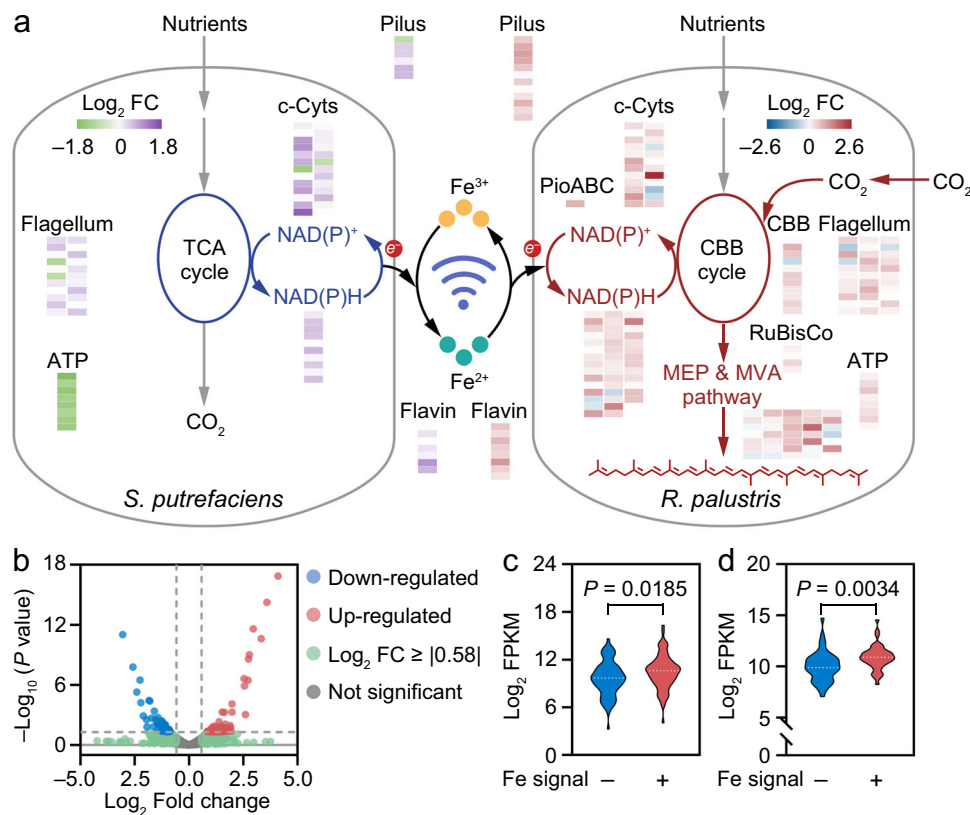 a
Nutrients
Pilus
Pilus
Nutrients
Log2 FC
–1.8 0 1.8
c-Cyts
c-Cyts
Log2 FC
–2.6 0 2.6
PioABC
CO2
CO2
Fe3+
Flagellum
TCA
cycle
NAD(P)+
e–
e–
NAD(P)+
CBB
cycle
CBB
Flagellum
NAD(P)H
NAD(P)H
RuBisCo
ATP
Fe2+
MEP & MVA
pathway
ATP
CO2
Flavin
Flavin
S. putrefaciens
R. palustris
b
18
12
6
0
–Log10 (P value)
–5.0 2.5 0.0 2.5 5.0
Log2 Fold change
Down-regulated
Up-regulated
Log2 FC ≥ |0.58|
Not significant
c
24
18
12
6
0
Log2 FPKM
P = 0.0185
Fe signal – +
d
20
15
10
5
0
Log2 FPKM
P = 0.0034
Fe signal – +